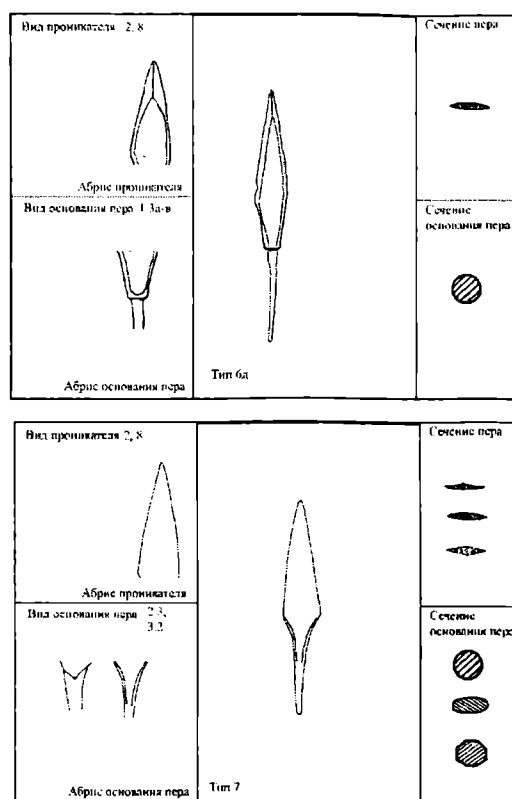 Вид проникателя 2, 8
Абрис проникателя
Вид основания пера 1.3а-в
Абрис основания пера
Тип 6д
Сечение пера
Сечение
основания пера
Вид проникателя 2, 8
Абрис проникателя
Вид основания пера 2.3,
3.2
Абрис основания пера
Тип 7
Сечение пера
Сечение
основания пера